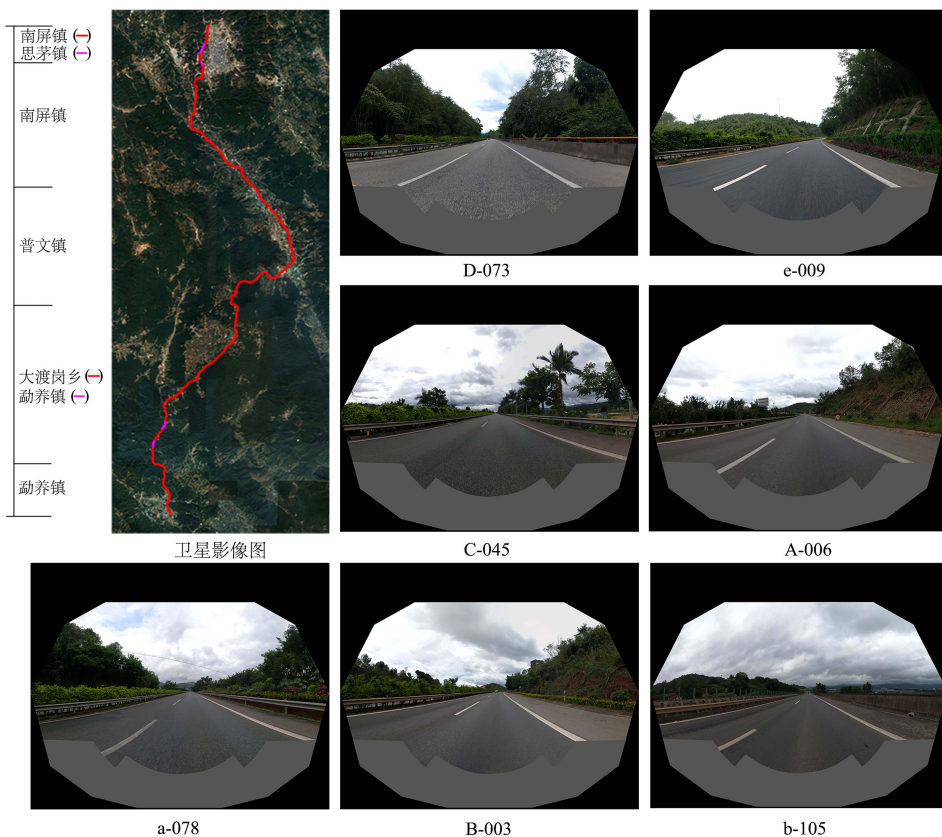 南屏镇 (—)
思茅镇 (—)
南屏镇
普文镇
大渡岗乡 (—)
勐养镇 (—)
勐养镇
卫星影像图
D-073
e-009
C-045
A-006
a-078
B-003
b-105